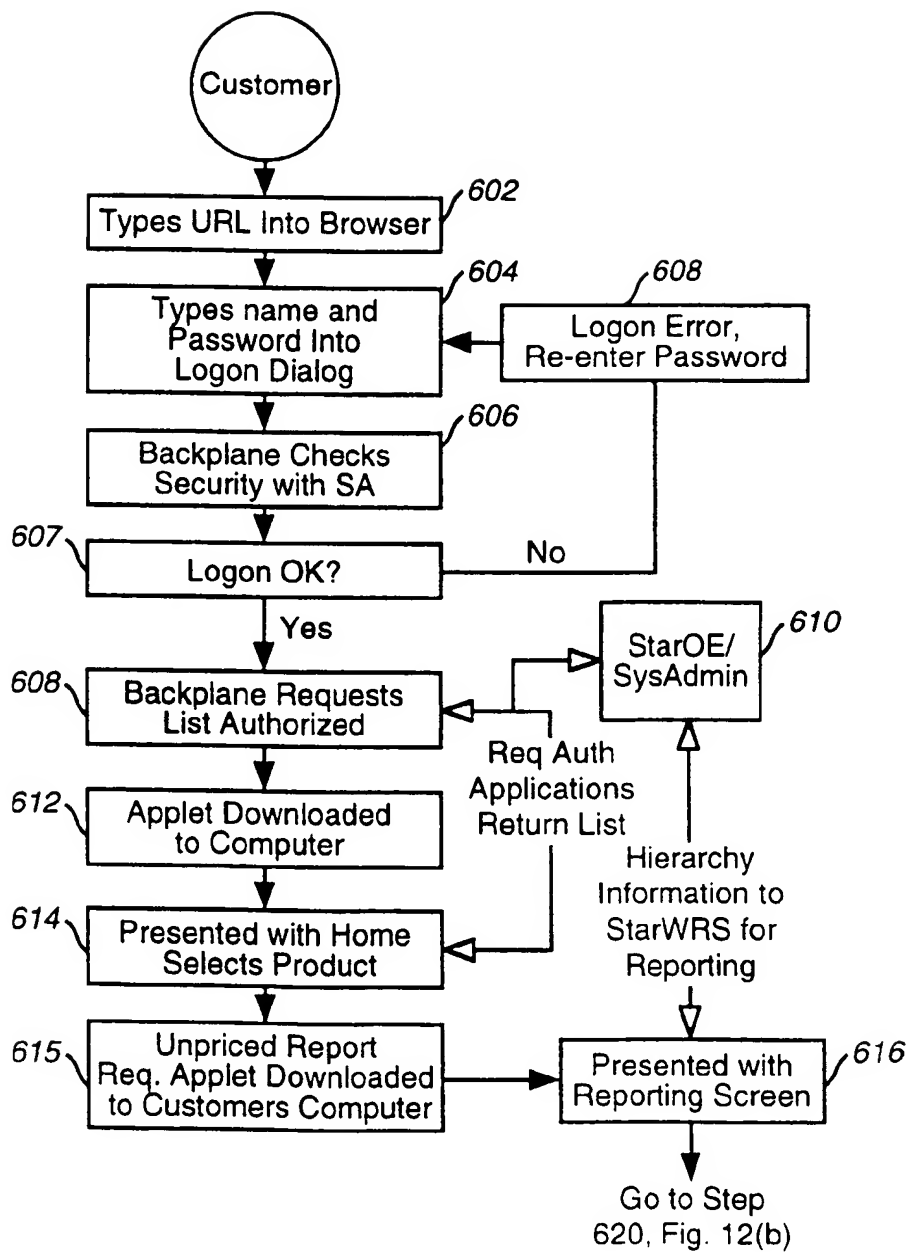 Customer
602
Types URL Into Browser
604
Types name and
Password Into
Logon Dialog
608
Logon Error,
Re-enter Password
606
Backplane Checks
Security with SA
607
Logon OK?
No
Yes
610
StarOE/
SysAdmin
608
Backplane Requests
List Authorized
Req Auth
Applications
Return List
612
Applet Downloaded
to Computer
Hierarchy
Information to
StarWRS for
Reporting
614
Presented with Home
Selects Product
615
Unpriced Report
Req. Applet Downloaded
to Customers Computer
616
Presented with
Reporting Screen
Go to Step
620, Fig. 12(b)